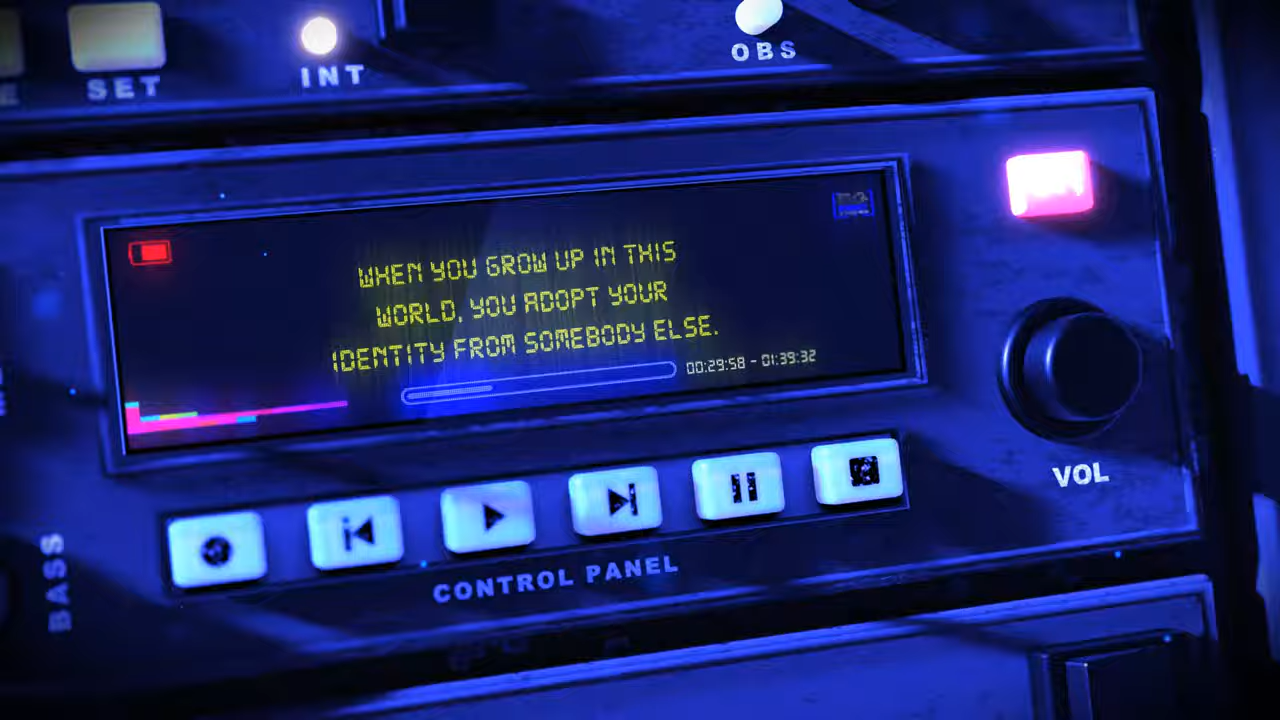 SET
INT
OBS
WHEN YOU GROW UP IN THIS
WORLD, YOU ADOPT YOUR
IDENTITY FROM SOMEBODY ELSE.
00:29:58 - 01:39:32
VOL
BASS
CONTROL PANEL